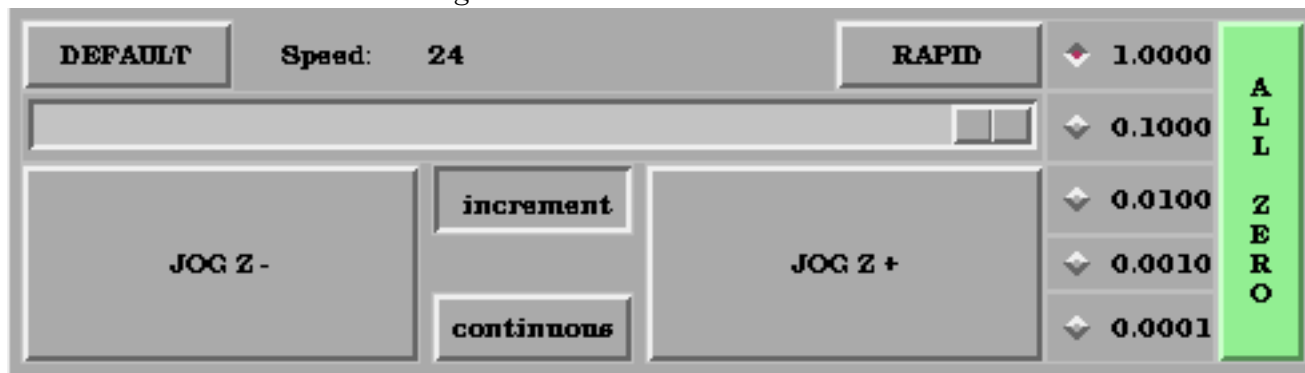 DEFAULT Speed: 24 RAPID 1.0000
0.1000
increment 0.0100
JOG Z - JOG Z + 0.0010
continuous 0.0001
ALL ZERO